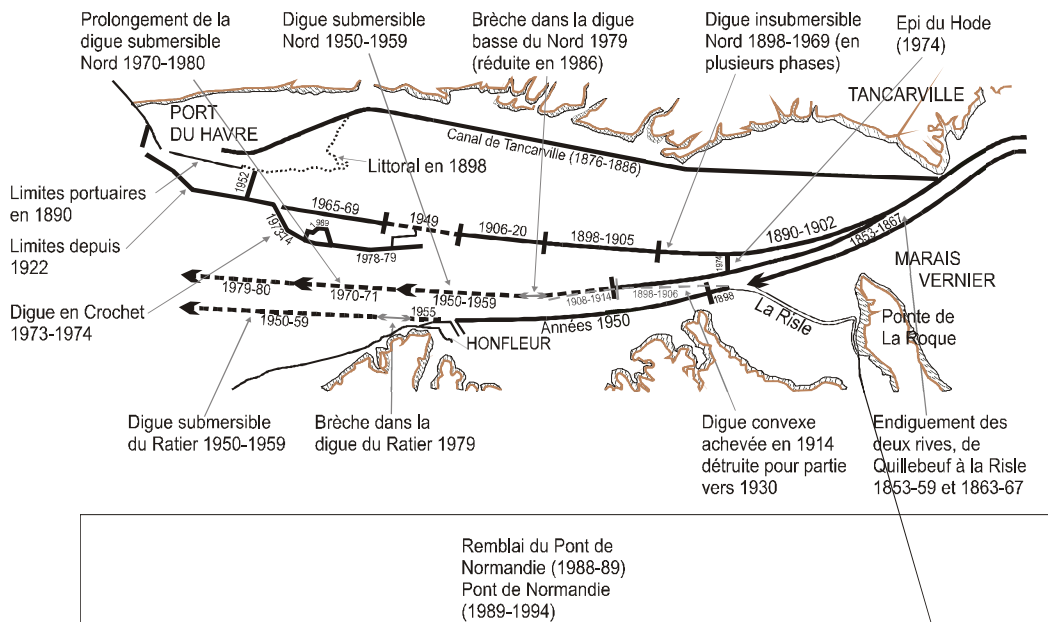 Prolongement de la
digue submersible
Nord 1970-1980
Digue submersible
Nord 1950-1959
Brèche dans la digue
basse du Nord 1979
(réduite en 1986)
Digue insubmersible
Nord 1898-1969 (en
plusieurs phases)
Epi du Hode
(1974)
PORT
DU HAVRE
TANCARVILLE
Canal de Tancarville (1876-1886)
Littoral en 1898
Limites portuaires
en 1890
1952
1965-69
1949
1906-20
1898-1905
1890-1902
1853-1867
Limites depuis
1922
1973-74
1989
1978-79
1974
MARAIS
VERNIER
Digue en Crochet
1973-1974
1979-80
1970-71
1950-1959
1908-1914
1898-1906
1898
1950-59
1955
Années 1950
La Risle
Pointe de
La Roque
HONFLEUR
Digue submersible
du Ratier 1950-1959
Brèche dans la
digue du Ratier 1979
Digue convexe
achevée en 1914
détruite pour partie
vers 1930
Endiguement des
deux rives, de
Quillebeuf à la Risle
1853-59 et 1863-67
Remblai du Pont de
Normandie (1988-89)
Pont de Normandie
(1989-1994)